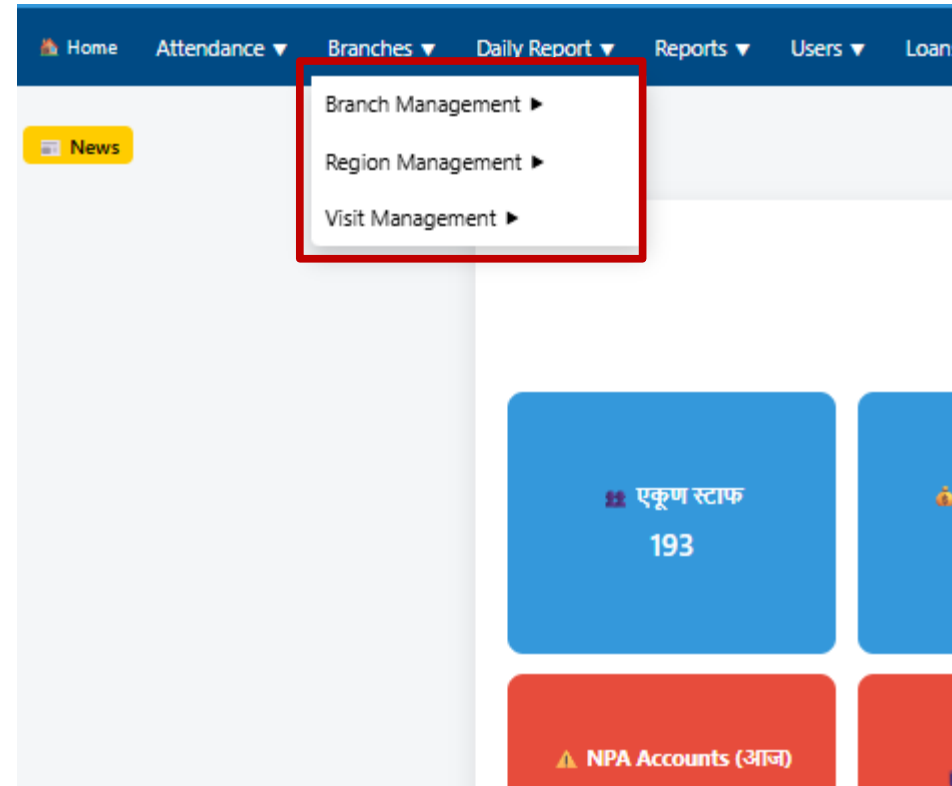 Home Attendance ▼ Branches ▼ Daily Report ▼ Reports ▼ Users ▼ Loan
Branch Management ▶
Region Management ▶
Visit Management ▶
News
एकूण स्टाफ
193
NPA Accounts (आज)